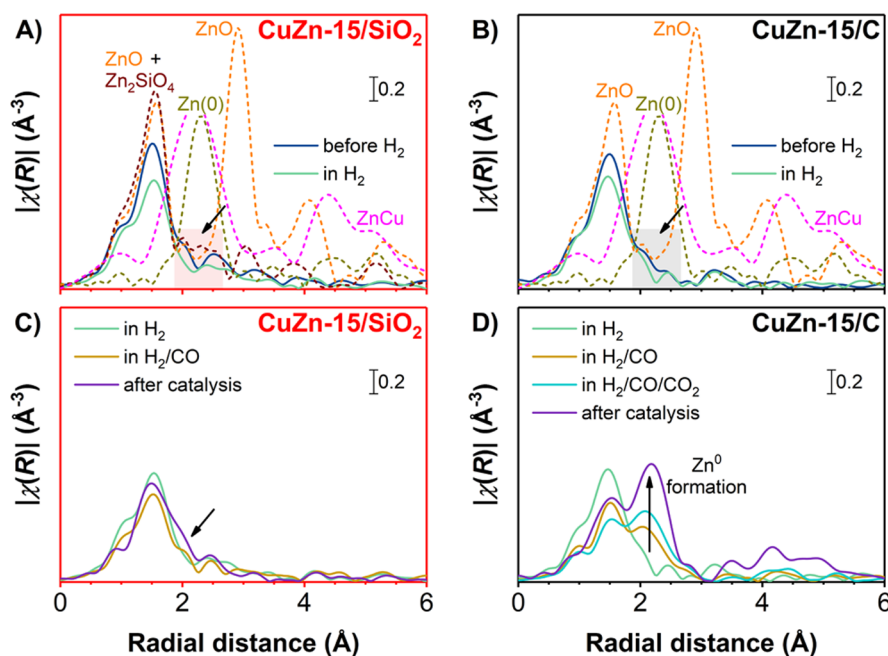 A)
CuZn-15/SiO₂
ZnO
ZnO +
Zn₂SiO₄
Zn(0)
0.2
before H₂
in H₂
ZnCu
|χ(R)| (Å⁻³)
B)
CuZn-15/C
ZnO
ZnO
Zn(0)
0.2
before H₂
in H₂
ZnCu
|χ(R)| (Å⁻³)
C)
CuZn-15/SiO₂
in H₂
in H₂/CO
after catalysis
0.2
|χ(R)| (Å⁻³)
0 2 4 6
Radial distance (Å)
D)
CuZn-15/C
in H₂
in H₂/CO
in H₂/CO/CO₂
after catalysis
0.2
Zn⁰
formation
|χ(R)| (Å⁻³)
0 2 4 6
Radial distance (Å)